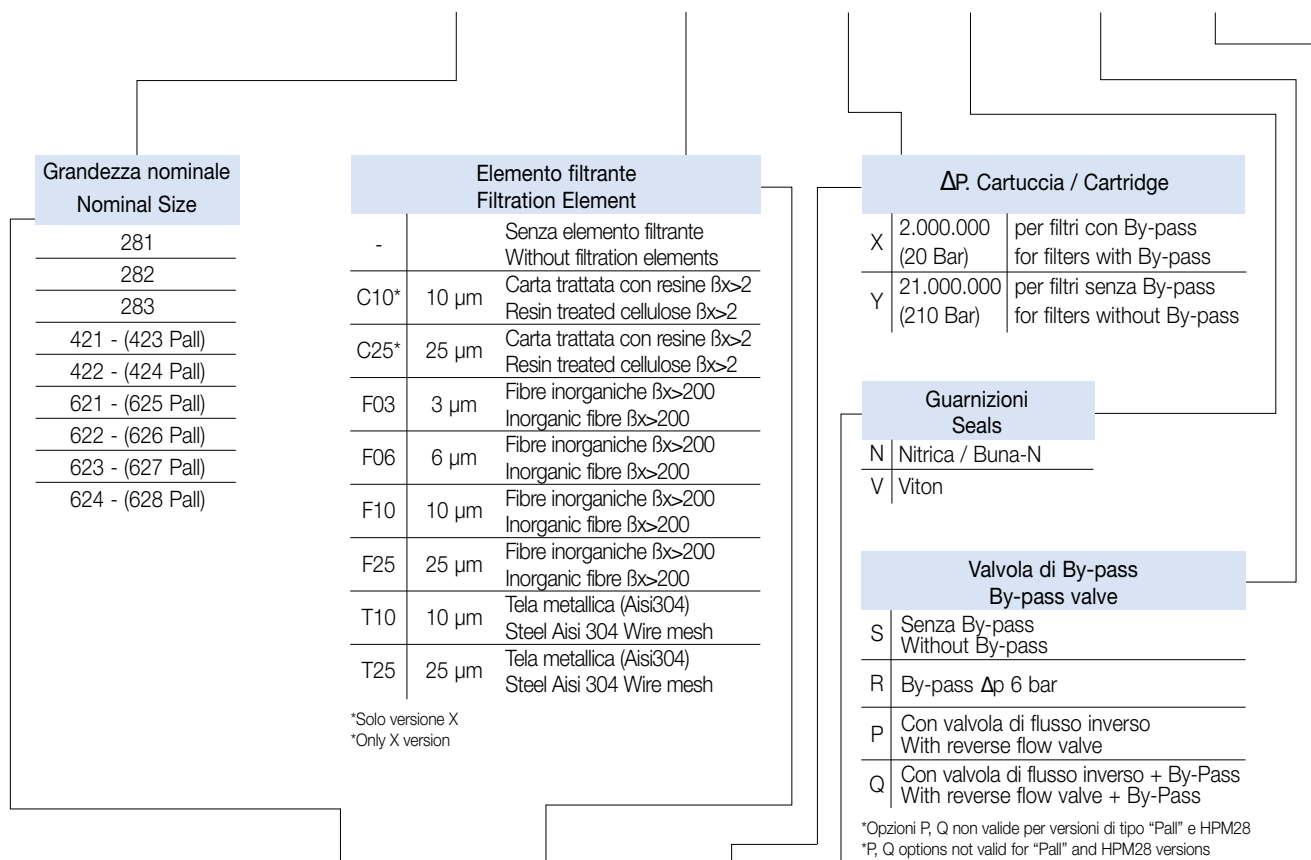 Grandezza nominale
Nominal Size
281
282
283
421 - (423 Pall)
422 - (424 Pall)
621 - (625 Pall)
622 - (626 Pall)
623 - (627 Pall)
624 - (628 Pall)
Elemento filtrante
Filtration Element
- Senza elemento filtrante
Without filtration elements
C10* 10 µm Carta trattata con resine ßx>2
Resin treated cellulose ßx>2
C25* 25 µm Carta trattata con resine ßx>2
Resin treated cellulose ßx>2
F03 3 µm Fibre inorganiche ßx>200
Inorganic fibre ßx>200
F06 6 µm Fibre inorganiche ßx>200
Inorganic fibre ßx>200
F10 10 µm Fibre inorganiche ßx>200
Inorganic fibre ßx>200
F25 25 µm Fibre inorganiche ßx>200
Inorganic fibre ßx>200
T10 10 µm Tela metallica (Aisi304)
Steel Aisi 304 Wire mesh
T25 25 µm Tela metallica (Aisi304)
Steel Aisi 304 Wire mesh
*Solo versione X
*Only X version
ΔP. Cartuccia / Cartridge
X 2.000.000 per filtri con By-pass
(20 Bar) for filters with By-pass
Y 21.000.000 per filtri senza By-pass
(210 Bar) for filters without By-pass
Guarnizioni
Seals
N Nitrica / Buna-N
V Viton
Valvola di By-pass
By-pass valve
S Senza By-pass
Without By-pass
R By-pass Δp 6 bar
P Con valvola di flusso inverso
With reverse flow valve
Q Con valvola di flusso inverso + By-Pass
With reverse flow valve + By-Pass
*Opzioni P, Q non valide per versioni di tipo “Pall” e HPM28
*P, Q options not valid for “Pall” and HPM28 versions